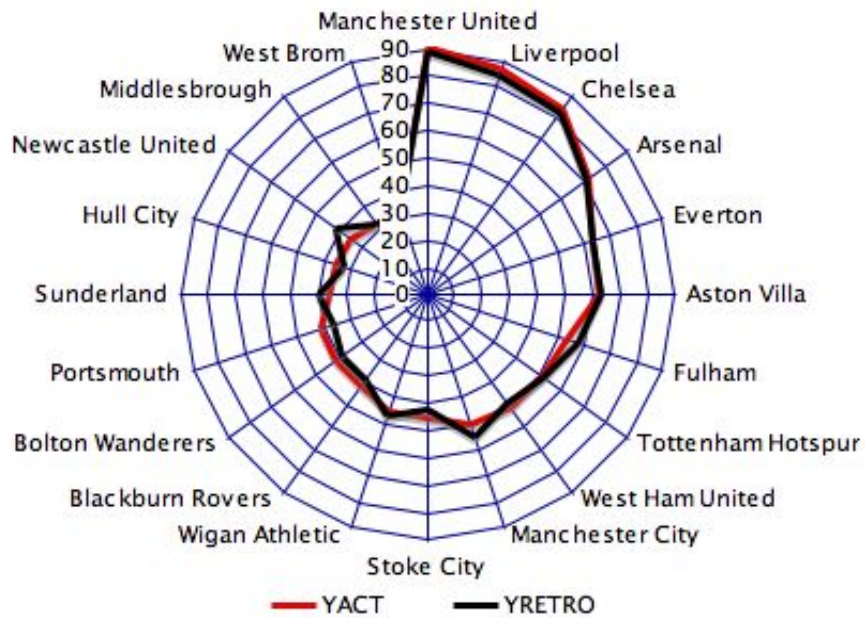 Manchester United
West Brom 90 Liverpool
Middlesbrough 80 Chelsea
70
60
Newcastle United 50 Arsenal
40
30
Hull City 20 Everton
10
Sunderland 0 Aston Villa
Portsmouth Fulham
Bolton Wanderers Tottenham Hotspur
Blackburn Rovers West Ham United
Wigan Athletic Manchester City
Stoke City
YACT YRETRO